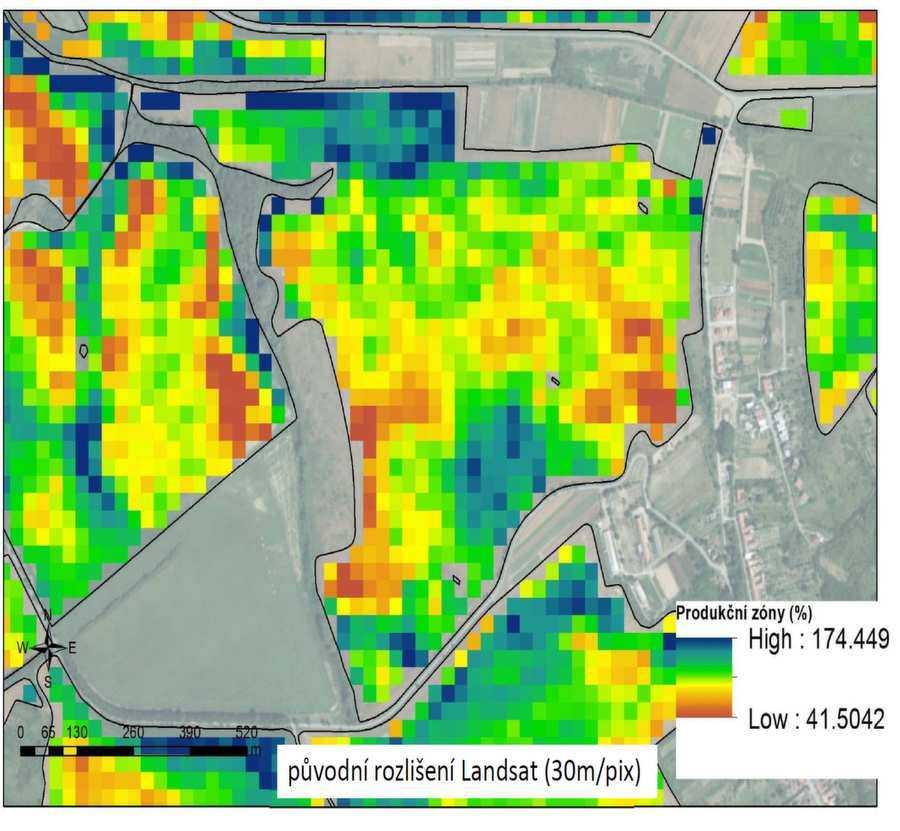 Produkční zóny (%)
High : 174.449
Low : 41.5042
N
W E
S
0 65 130 260 390 520
m
původní rozlišení Landsat (30m/pix)